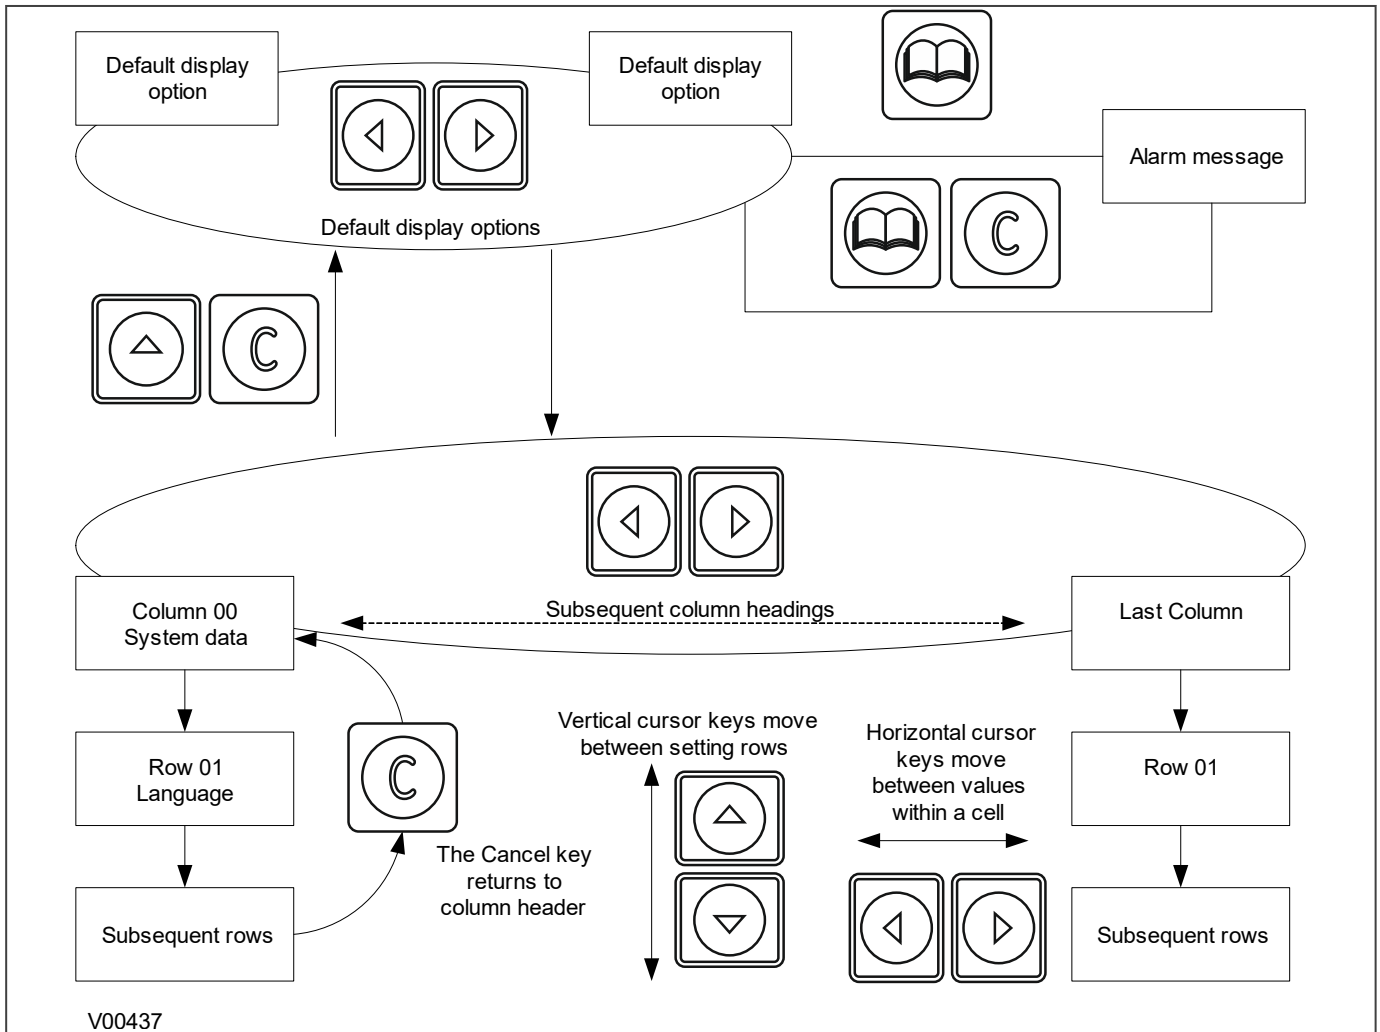 Default display
option
Default display
option
Alarm message
C
Default display options
C
Subsequent column headings
Column 00
System data
Last Column
Vertical cursor keys move
between setting rows
Horizontal cursor
keys move
between values
within a cell
Row 01
Language
C
Row 01
The Cancel key
returns to
column header
Subsequent rows
Subsequent rows
V00437